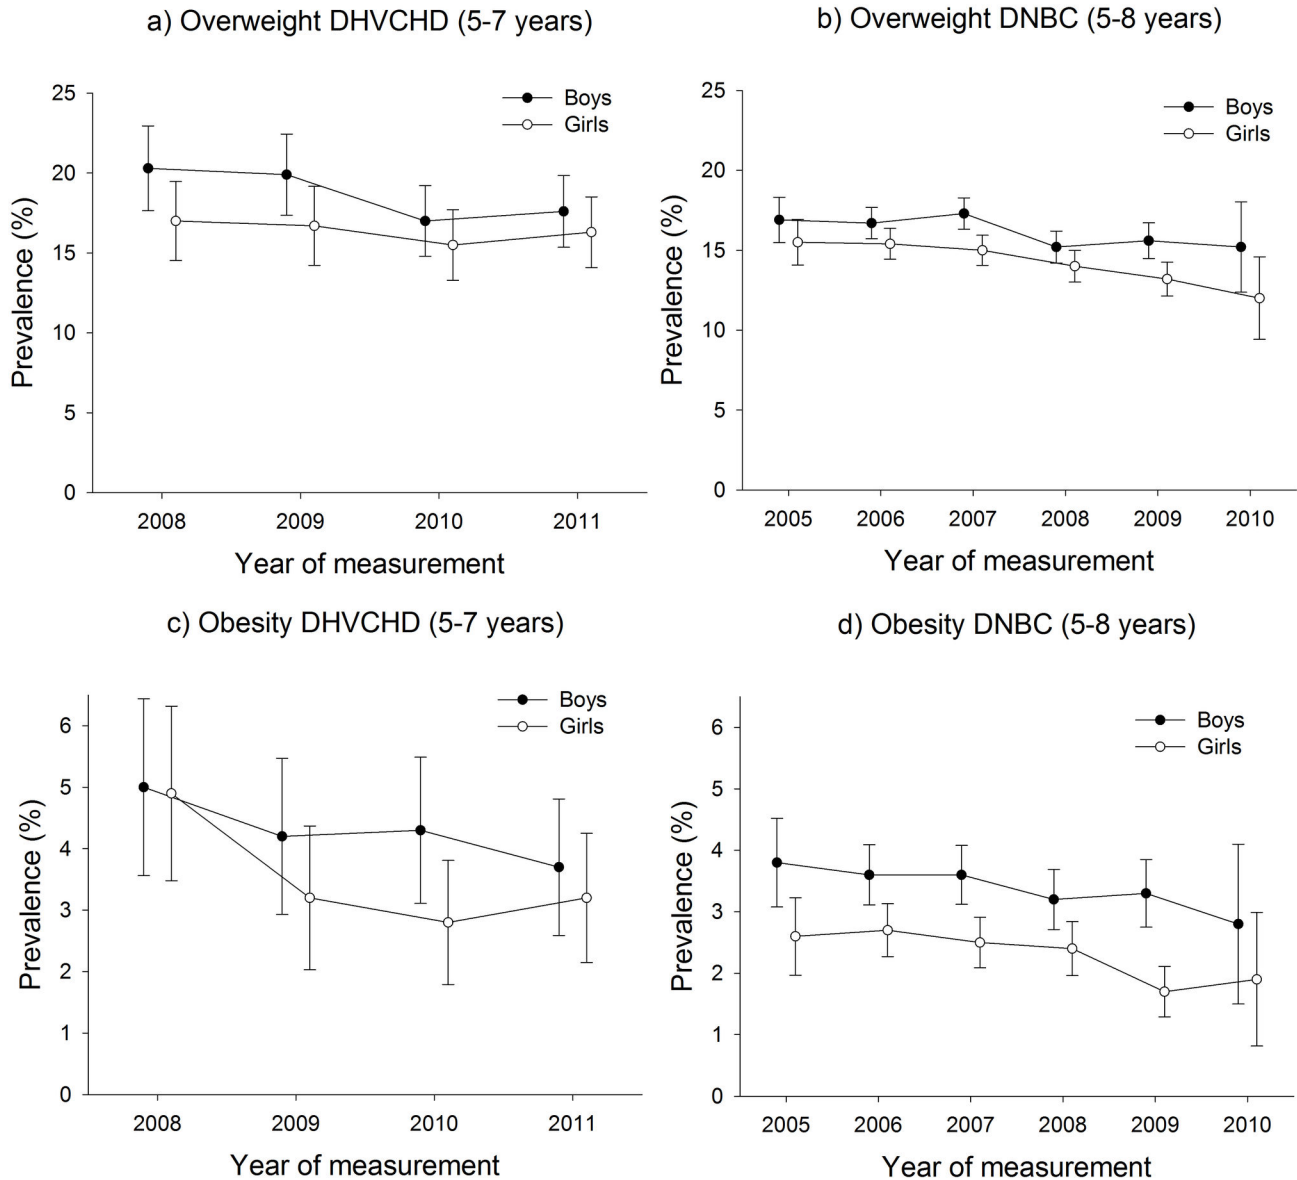 a) Overweight DHVCHD (5-7 years)
Boys
Girls
25
20
15
10
5
0
Prevalence (%)
2008 2009 2010 2011
Year of measurement
b) Overweight DNBC (5-8 years)
Boys
Girls
25
20
15
10
5
0
Prevalence (%)
2005 2006 2007 2008 2009 2010
Year of measurement
c) Obesity DHVCHD (5-7 years)
Boys
Girls
6
5
4
3
2
1
0
Prevalence (%)
2008 2009 2010 2011
Year of measurement
d) Obesity DNBC (5-8 years)
Boys
Girls
6
5
4
3
2
1
0
Prevalence (%)
2005 2006 2007 2008 2009 2010
Year of measurement